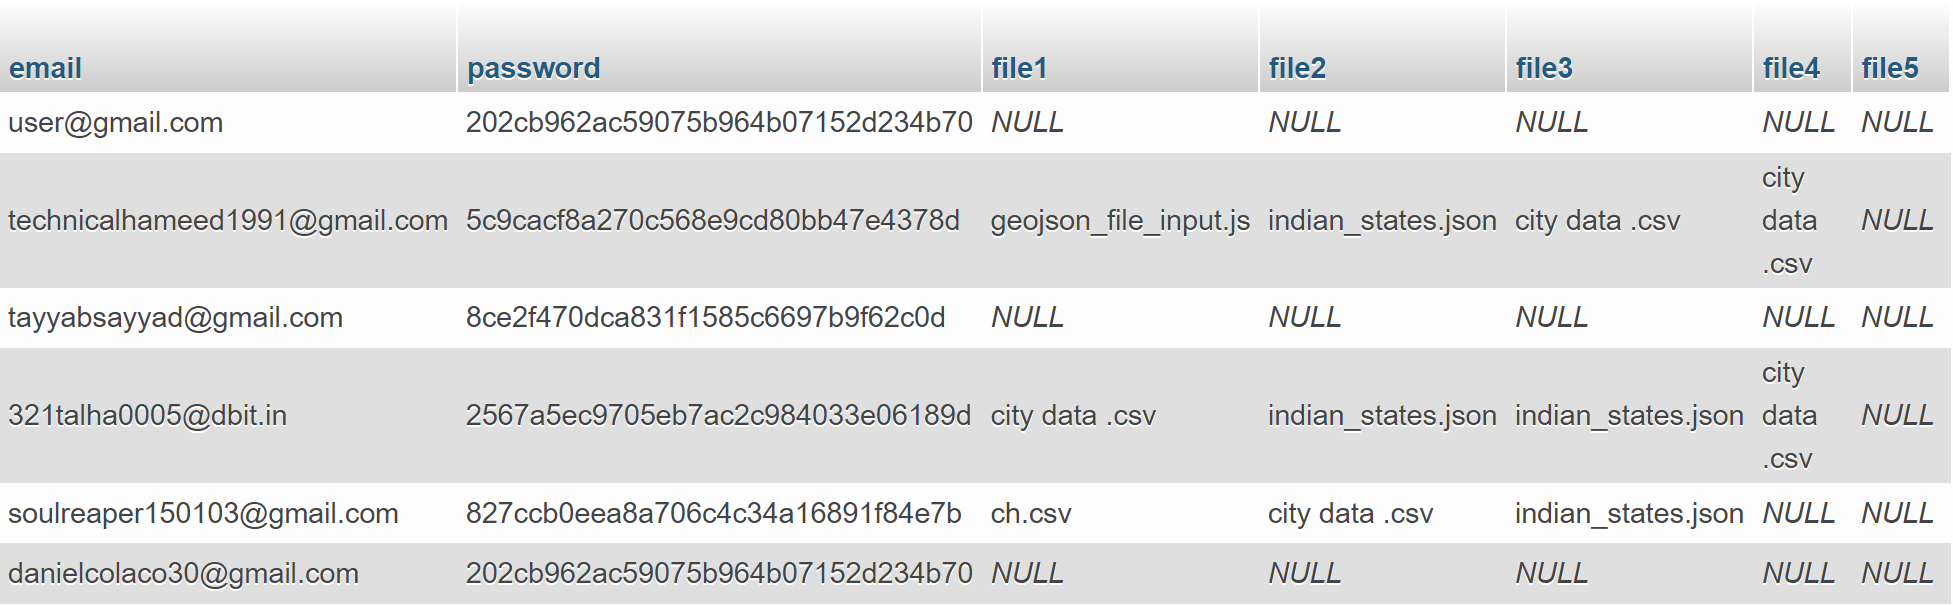 email password file1 file2 file3 file4 file5
user@gmail.com 202cb962ac59075b964b07152d234b70 NULL NULL NULL NULL NULL
technicalhameed1991@gmail.com 5c9cacf8a270c568e9cd80bb47e4378d geojson_file_input.js indian_states.json city data .csv city data .csv NULL
tayyabsayyad@gmail.com 8ce2f470dca831f1585c6697b9f62c0d NULL NULL NULL NULL NULL
321talha0005@dbit.in 2567a5ec9705eb7ac2c984033e06189d city data .csv indian_states.json indian_states.json city data .csv NULL
soulreaper150103@gmail.com 827ccb0eea8a706c4c34a16891f84e7b ch.csv city data .csv indian_states.json NULL NULL
danielcolaco30@gmail.com 202cb962ac59075b964b07152d234b70 NULL NULL NULL NULL NULL